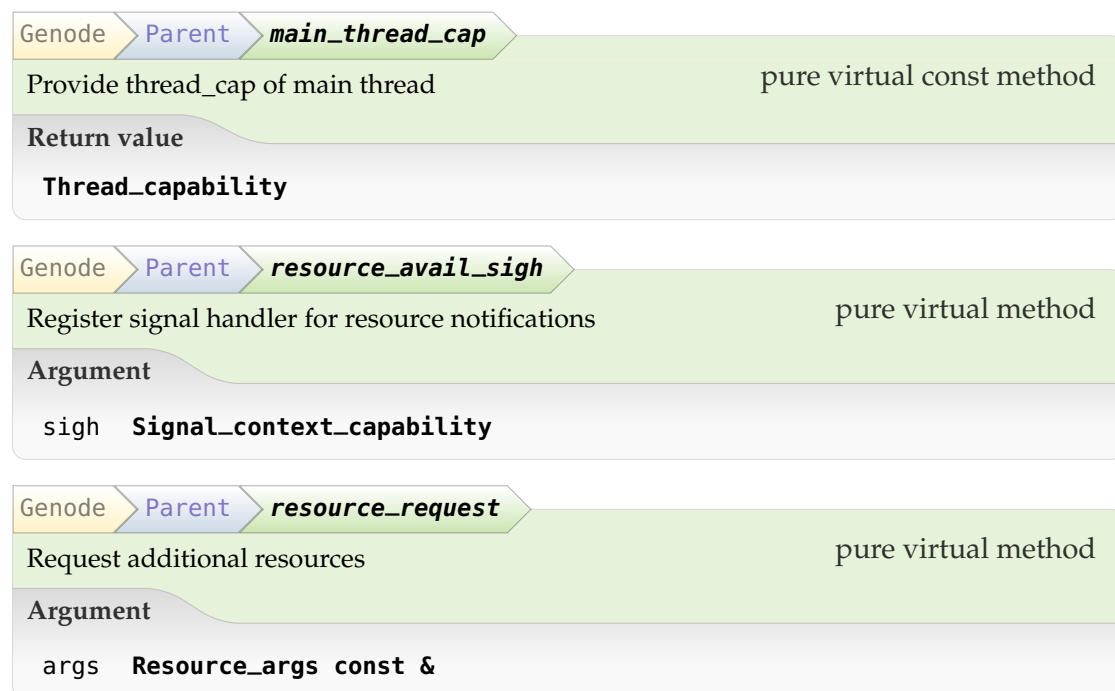 Genode Parent main_thread_cap
Provide thread_cap of main thread pure virtual const method
Return value
Thread_capability
Genode Parent resource_avail_sigh
Register signal handler for resource notifications pure virtual method
Argument
sigh Signal_context_capability
Genode Parent resource_request
Request additional resources pure virtual method
Argument
args Resource_args const &